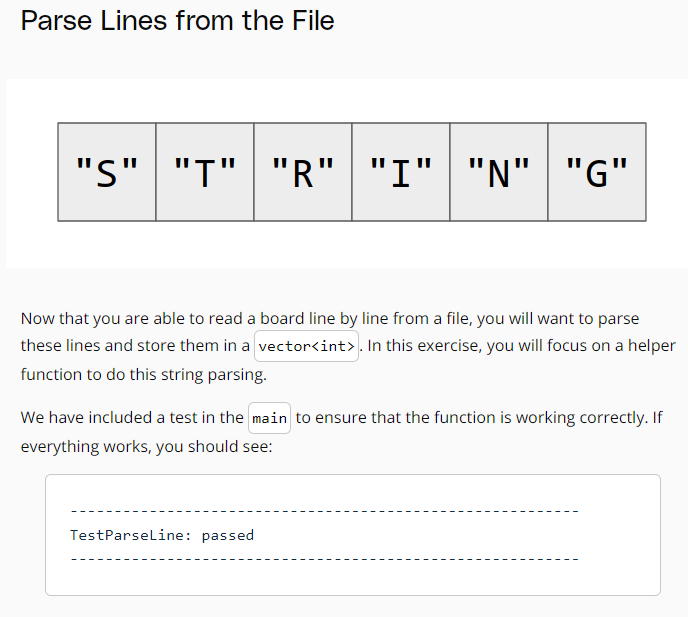 Parse Lines from the File
"S" "T" "R" "I" "N" "G"
Now that you are able to read a board line by line from a file, you will want to parse
these lines and store them in a vector<int>. In this exercise, you will focus on a helper
function to do this string parsing.
We have included a test in the main to ensure that the function is working correctly. If
everything works, you should see:
----------------------------------------------------------
TestParseLine: passed
----------------------------------------------------------